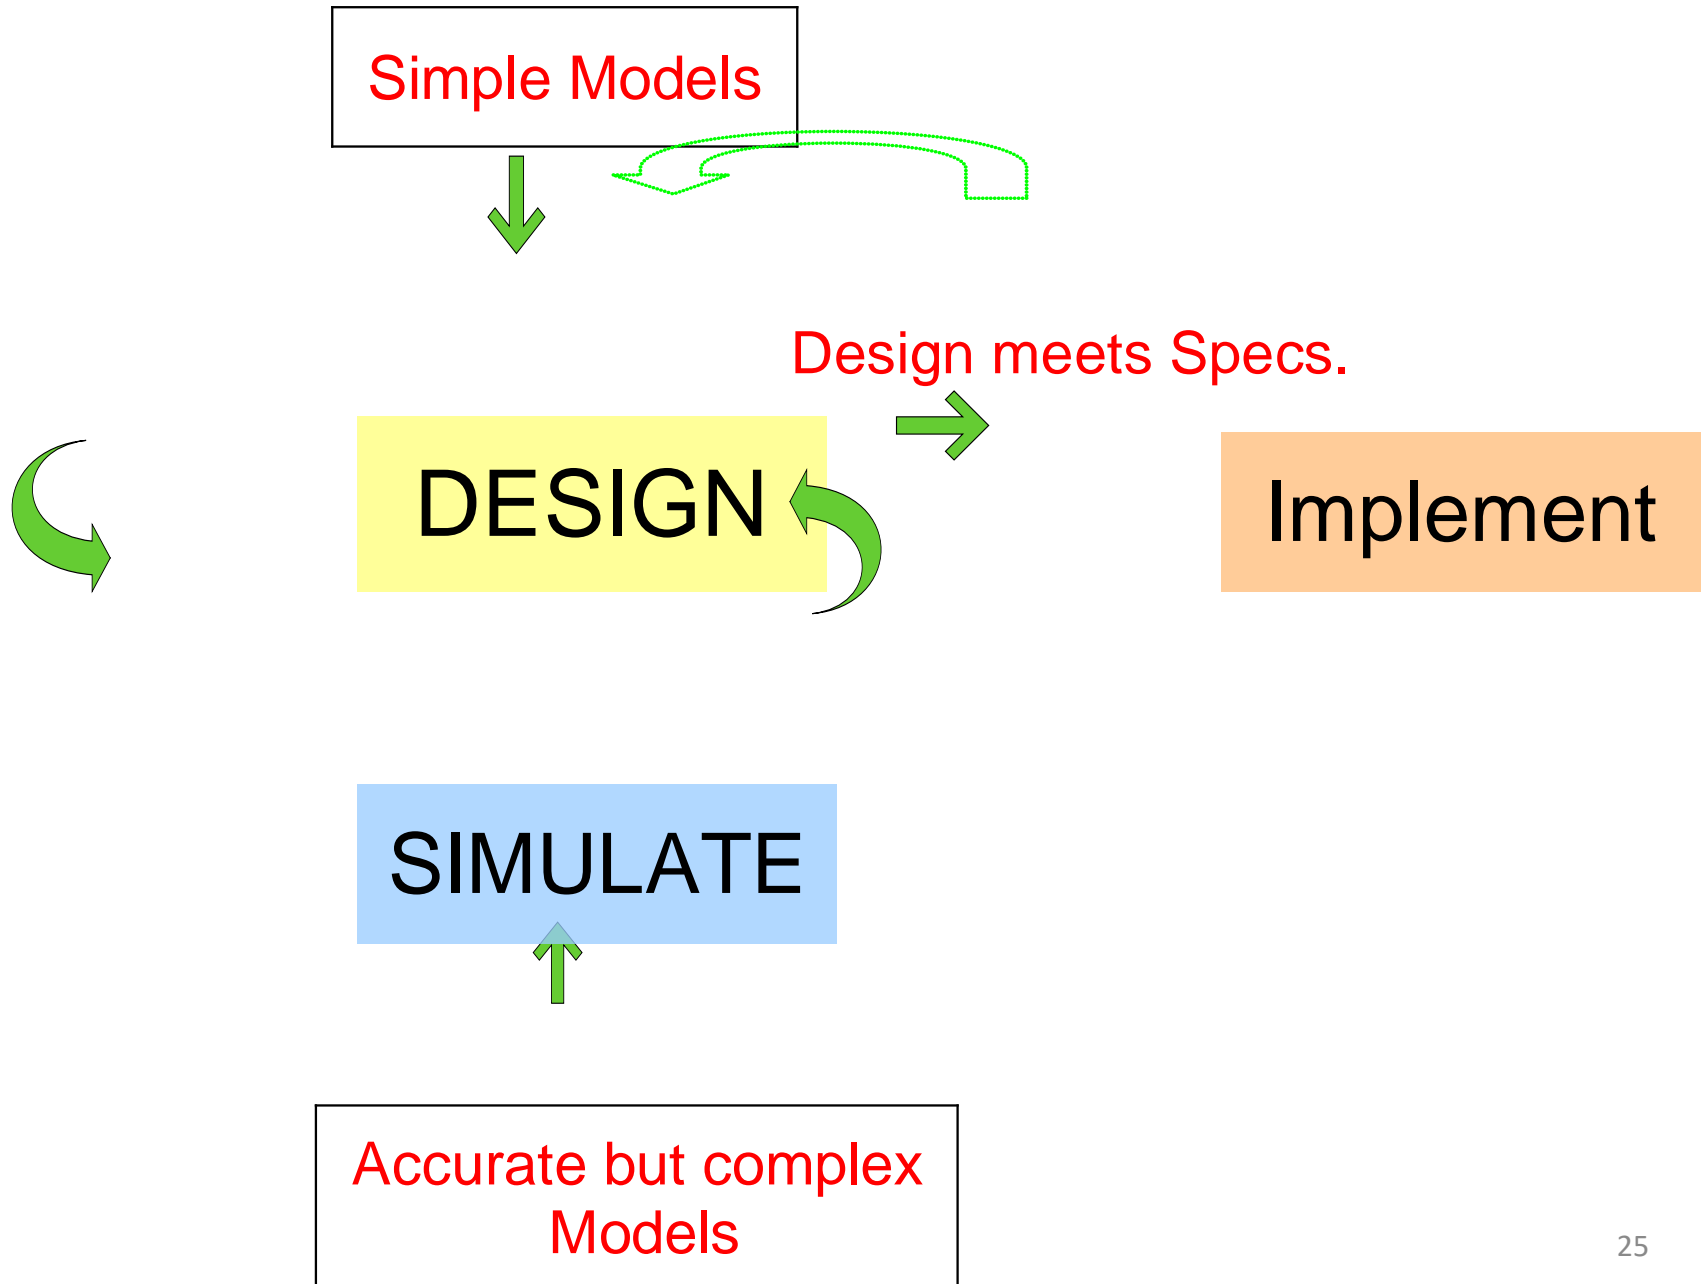 Simple Models
Design meets Specs.
DESIGN
Implement
SIMULATE
Accurate but complex
Models
25